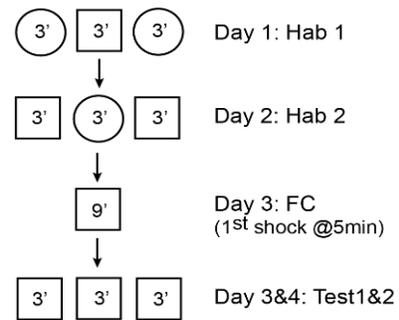 3’ 3’ 3’ Day 1: Hab 1
3’ 3’ 3’ Day 2: Hab 2
9’ Day 3: FC
(1st shock @5min)
3’ 3’ 3’ Day 3&4: Test1&2